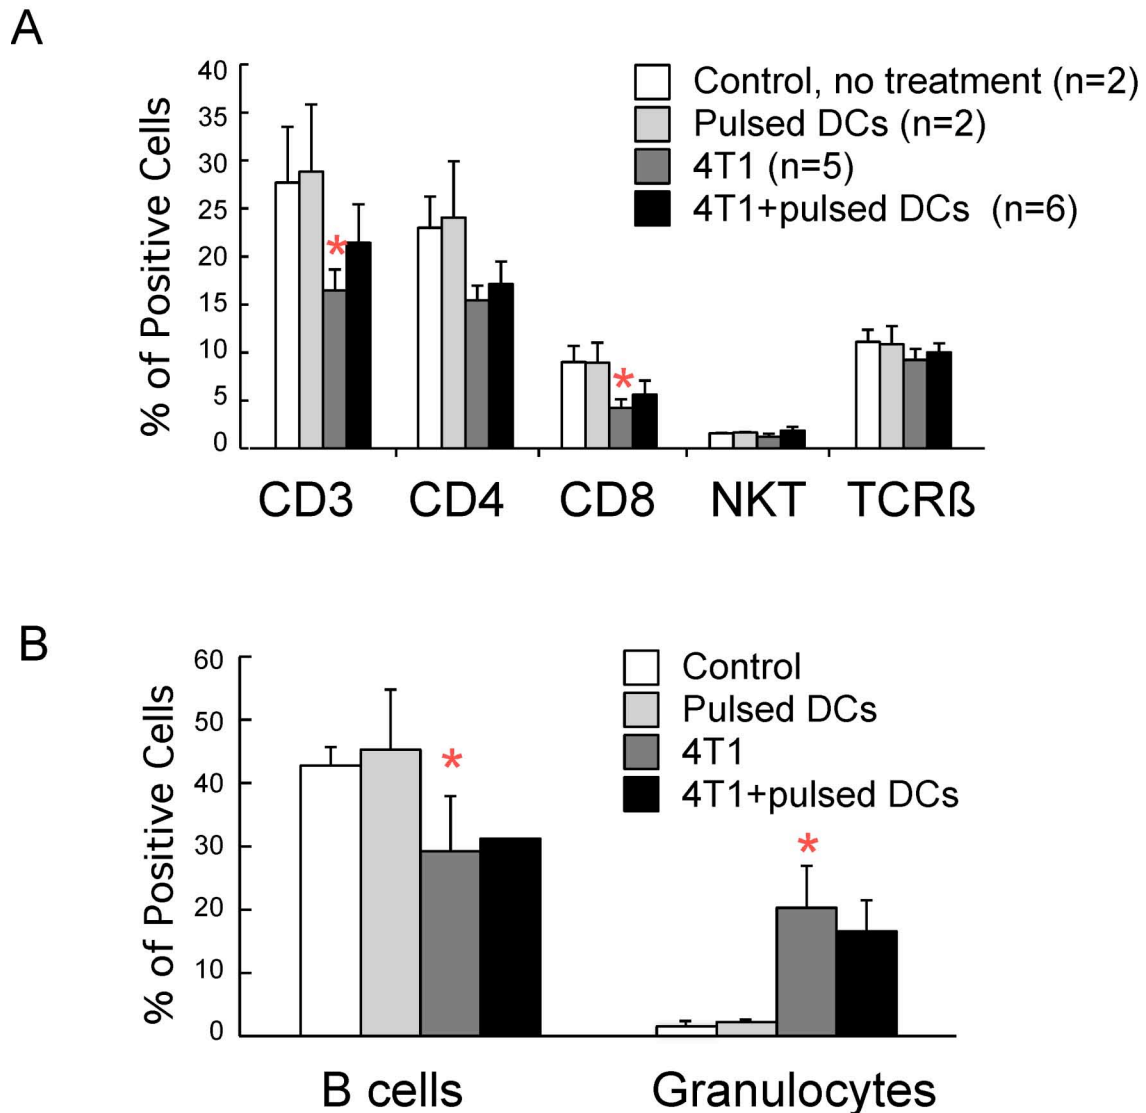 A
% of Positive Cells
40
35
30
25
20
15
10
5
0
Control, no treatment (n=2)
Pulsed DCs (n=2)
4T1 (n=5)
4T1+pulsed DCs (n=6)
*
*
CD3 CD4 CD8 NKT TCRß
B
% of Positive Cells
60
50
40
30
20
10
0
Control
Pulsed DCs
4T1
4T1+pulsed DCs
*
*
B cells Granulocytes